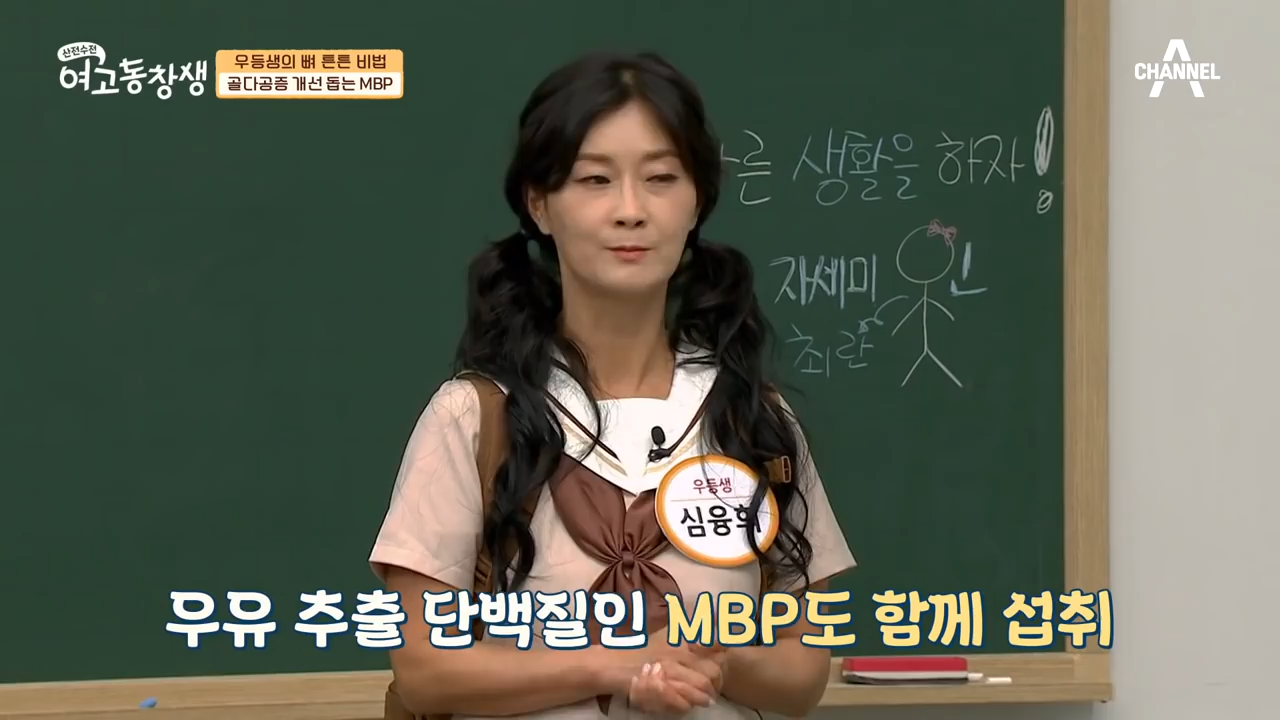 산전수전
여고동창생
우등생의 뼈 튼튼 비법
골다공증 개선 돕는 MBP
CHANNEL A
른 생활을 하자!
자세미 인
최란
우등생
심융
우유 추출 단백질인 MBP도 함께 섭취